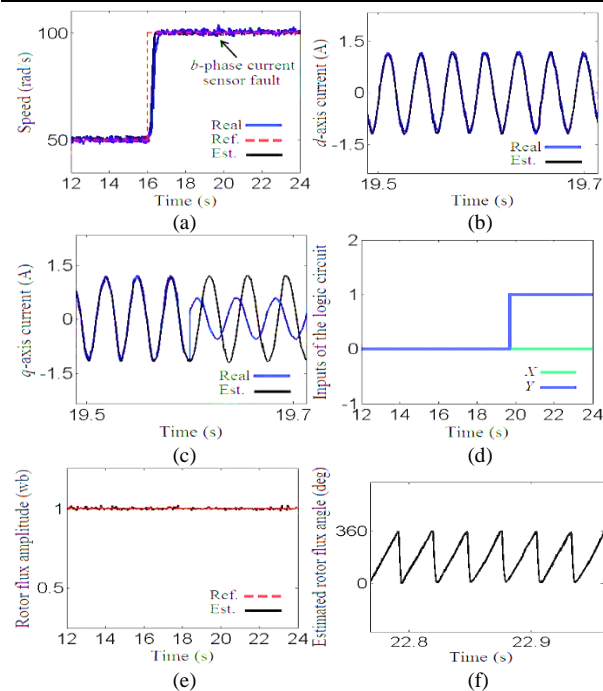 Speed (rad s)
100
50
b-phase current
sensor fault
Real
Ref.
Est.
12 14 16 18 20 22 24
Time (s)
(a)
d-axis current (A)
1.5
0
-1.5
Real
Est.
19.5 19.7
Time (s)
(b)
q-axis current (A)
1.5
0
-1.5
Real
Est.
19.5 19.7
Time (s)
(c)
Inputs of the logic circuit
2
1
0
-1
X
Y
12 14 16 18 20 22 24
Time (s)
(d)
Rotor flux amplitude (wb)
1
0.5
Ref.
Est.
12 14 16 18 20 22 24
Time (s)
(e)
Estimated rotor flux angle (deg)
360
0
22.8 22.9
Time (s)
(f)